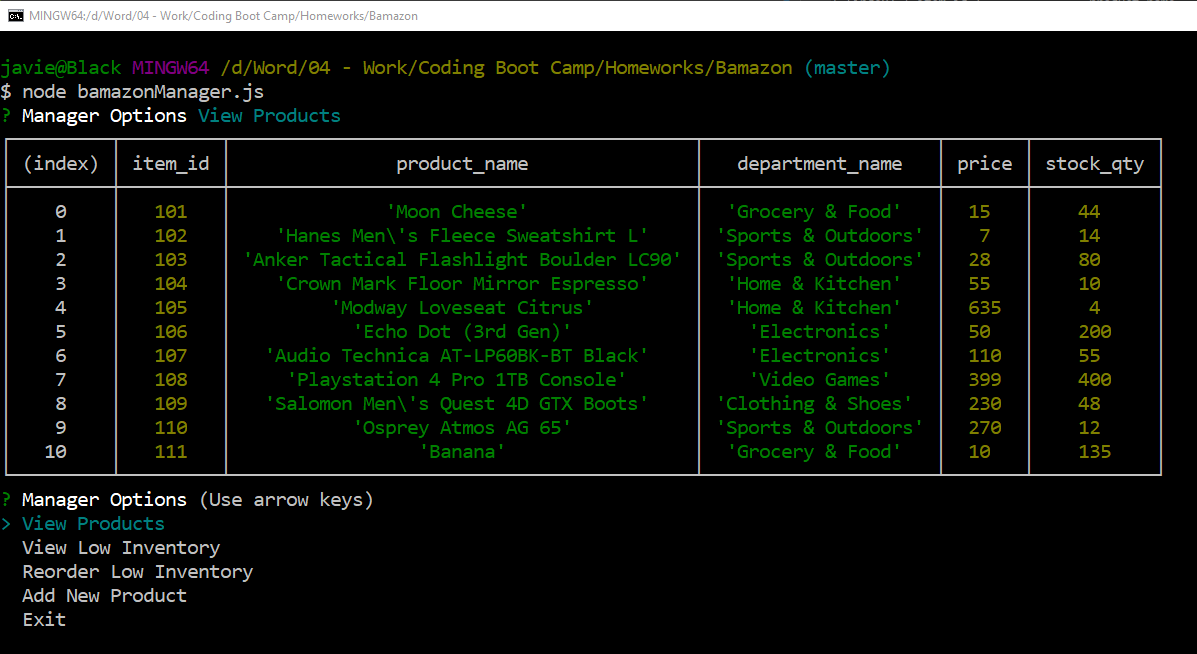 MINGW64:/d/Word/04 - Work/Coding Boot Camp/Homeworks/Bamazon
javie@Black MINGW64 /d/Word/04 - Work/Coding Boot Camp/Homeworks/Bamazon (master)
$ node bamazonManager.js
? Manager Options View Products
(index) item_id product_name department_name price stock_qty
0 101 'Moon Cheese' 'Grocery & Food' 15 44
1 102 'Hanes Men\'s Fleece Sweatshirt L' 'Sports & Outdoors' 7 14
2 103 'Anker Tactical Flashlight Boulder LC90' 'Sports & Outdoors' 28 80
3 104 'Crown Mark Floor Mirror Espresso' 'Home & Kitchen' 55 10
4 105 'Modway Loveseat Citrus' 'Home & Kitchen' 635 4
5 106 'Echo Dot (3rd Gen)' 'Electronics' 50 200
6 107 'Audio Technica AT-LP60BK-BT Black' 'Electronics' 110 55
7 108 'Playstation 4 Pro 1TB Console' 'Video Games' 399 400
8 109 'Salomon Men\'s Quest 4D GTX Boots' 'Clothing & Shoes' 230 48
9 110 'Osprey Atmos AG 65' 'Sports & Outdoors' 270 12
10 111 'Banana' 'Grocery & Food' 10 135
? Manager Options (Use arrow keys)
> View Products
View Low Inventory
Reorder Low Inventory
Add New Product
Exit